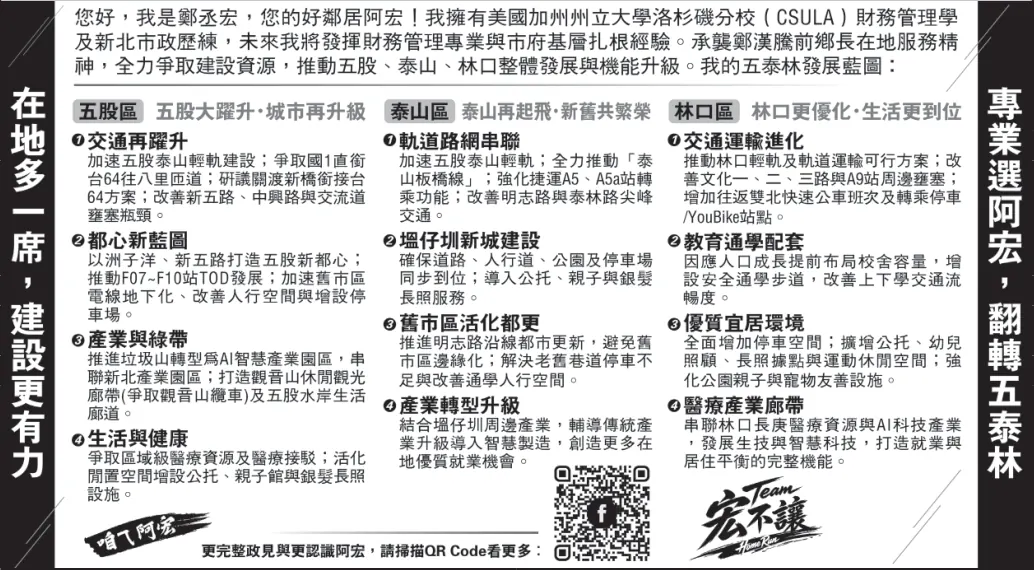 在地多一席，建設更有力
您好，我是鄭丞宏，您的好鄰居阿宏！我擁有美國加州州立大學洛杉磯分校（CSULA）財務管理學
及新北市政歷練，未來我將發揮財務管理專業與市府基層扎根經驗。承襲鄭漢騰前鄉長在地服務精
神，全力爭取建設資源，推動五股、泰山、林口整體發展與機能升級。我的五泰林發展藍圖：
五股區 五股大躍升·城市再升級
❶交通再躍升
加速五股泰山輕軌建設；爭取國1直銜
台64往八里匝道；研議關渡新橋銜接台
64方案；改善新五路、中興路與交流道
壅塞瓶頸。
❷都心新藍圖
以洲子洋、新五路打造五股新都心；
推動F07~F10站TOD發展；加速舊市區
電線地下化、改善人行空間與增設停
車場。
❸產業與綠帶
推進垃圾山轉型為AI智慧產業園區，串
聯新北產業園區；打造觀音山休閒觀光
廊帶(爭取觀音山纜車)及五股水岸生活
廊道。
❹生活與健康
爭取區域級醫療資源及醫療接駁；活化
閒置空間增設公托、親子館與銀髮長照
設施。
泰山區 泰山再起飛·新舊共繁榮
❶軌道路網串聯
加速五股泰山輕軌；全力推動「泰
山板橋線」；強化捷運A5、A5a站轉
乘功能；改善明志路與泰林路尖峰
交通。
❷塭仔圳新城建設
確保道路、人行道、公園及停車場
同步到位；導入公托、親子與銀髮
長照服務。
❸舊市區活化都更
推進明志路沿線都市更新，避免舊
市區邊緣化；解決老舊巷道停車不
足與改善通學人行空間。
❹產業轉型升級
結合塭仔圳周邊產業，輔導傳統產
業升級導入智慧製造，創造更多在
地優質就業機會。
林口區 林口更優化·生活更到位
❶交通運輸進化
推動林口輕軌及軌道運輸可行方案；改
善文化一、二、三路與A9站周邊壅塞；
增加往返雙北快速公車班次及轉乘停車
/YouBike站點。
❷教育通學配套
因應人口成長提前布局校舍容量，增
設安全通學步道，改善上下學交通流
暢度。
❸優質宜居環境
全面增加停車空間；擴增公托、幼兒
照顧、長照據點與運動休閒空間；強
化公園親子與寵物友善設施。
❹醫療產業廊帶
串聯林口長庚醫療資源與AI科技產業
，發展生技與智慧科技，打造就業與
居住平衡的完整機能。
咱ㄟ阿宏
更完整政見與更認識阿宏，請掃描QR Code看更多：
f
Team
宏不讓
Home Run
專業選阿宏，翻轉五泰林